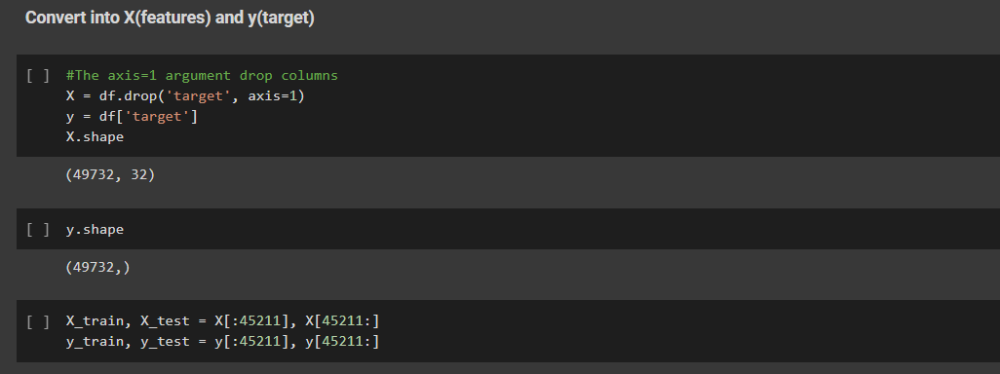 Convert into X(features) and y(target)
[ ] #The axis=1 argument drop columns
X = df.drop('target', axis=1)
y = df['target']
X.shape
(49732, 32)
[ ] y.shape
(49732,)
[ ] X_train, X_test = X[:45211], X[45211:]
y_train, y_test = y[:45211], y[45211:]